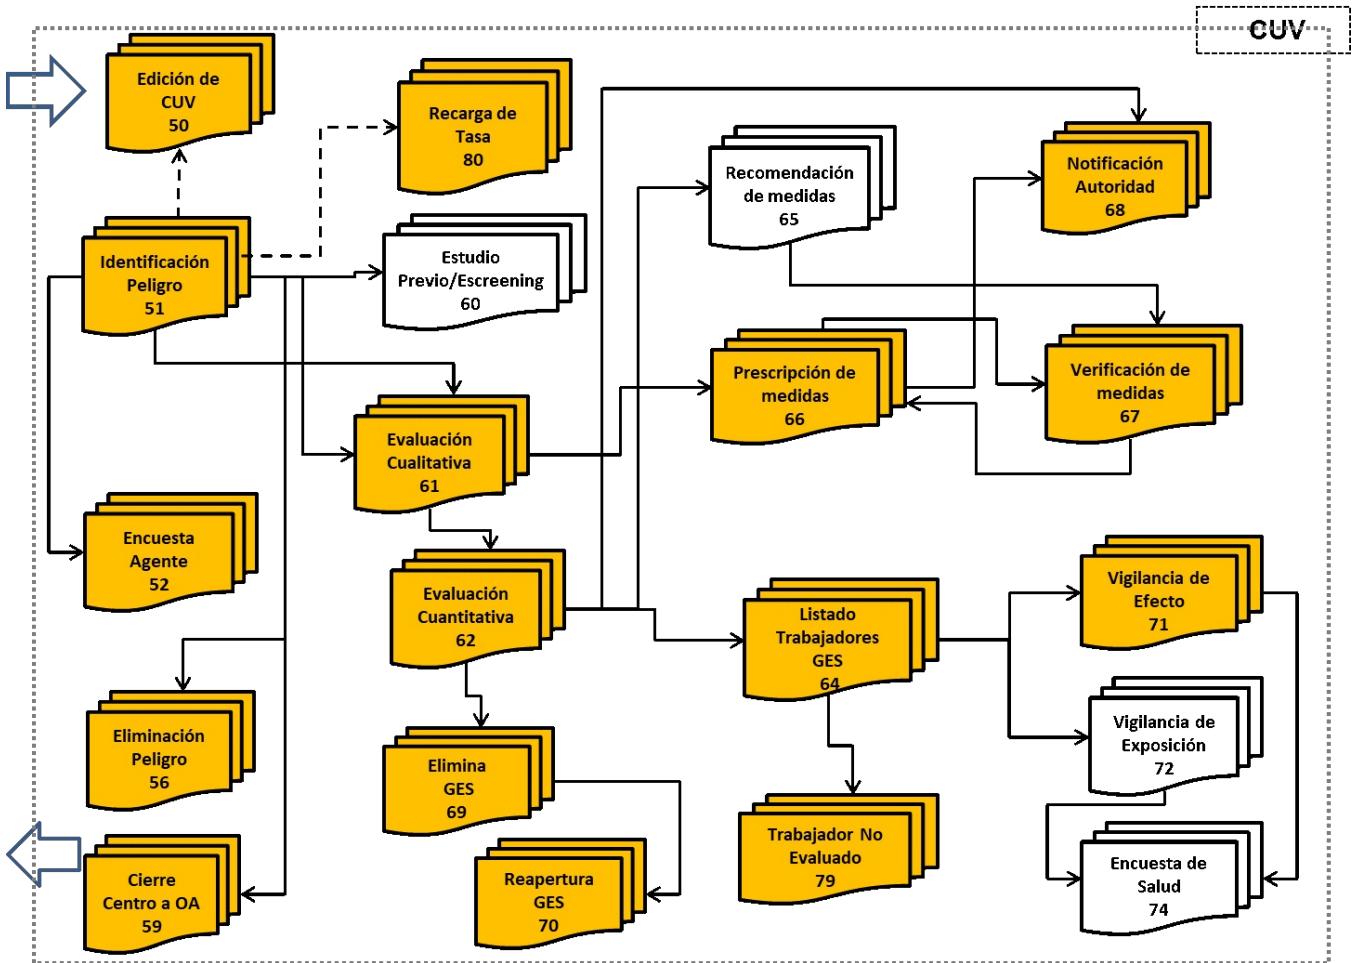 CUV
Edición de
CUV
50
Recarga de
Tasa
80
Recomendación
de medidas
65
Notificación
Autoridad
68
Identificación
Peligro
51
Estudio
Previo/Escreening
60
Prescripción de
medidas
66
Verificación de
medidas
67
Evaluación
Cualitativa
61
Encuesta
Agente
52
Evaluación
Cuantitativa
62
Listado
Trabajadores
GES
64
Vigilancia de
Efecto
71
Eliminación
Peligro
56
Elimina
GES
69
Vigilancia de
Exposición
72
Trabajador No
Evaluado
79
Cierre
Centro a OA
59
Reapertura
GES
70
Encuesta de
Salud
74